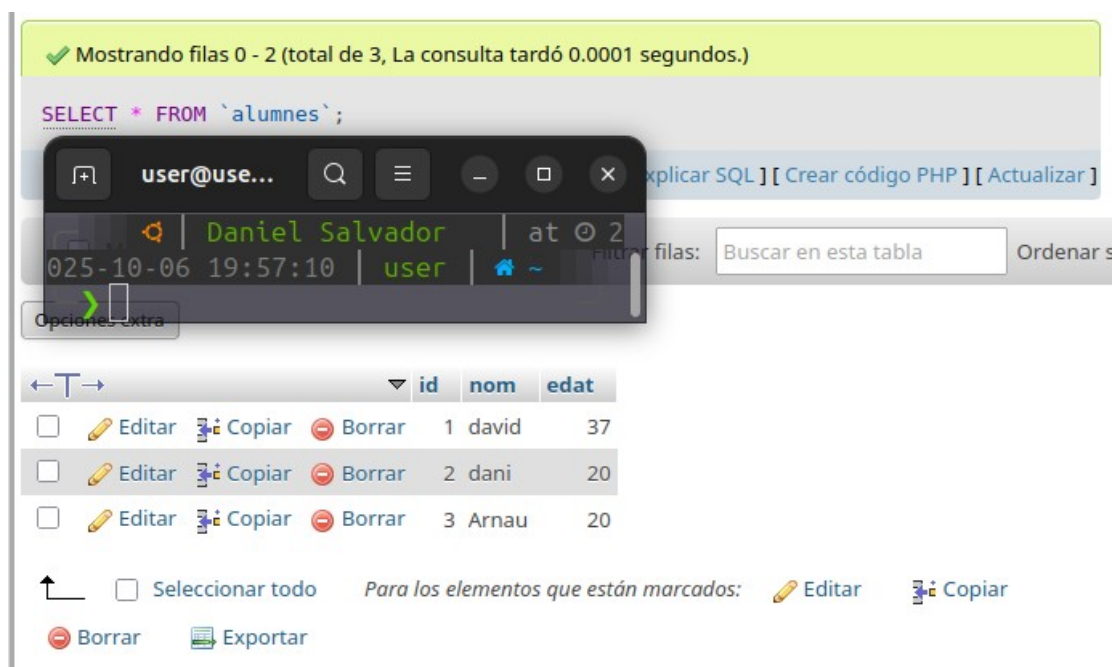 Mostrando filas 0 - 2 (total de 3, La consulta tardó 0.0001 segundos.)
SELECT * FROM `alumnes`;
user@use...
xplicar SQL ] [ Crear código PHP ] [ Actualizar ]
| Daniel Salvador | at 2
025-10-06 19:57:10 | user | ~
filas: Buscar en esta tabla Ordenar s
❯
Opciones extra
←T→ id nom edat
Editar Copiar Borrar 1 david 37
Editar Copiar Borrar 2 dani 20
Editar Copiar Borrar 3 Arnau 20
Seleccionar todo Para los elementos que están marcados: Editar Copiar
Borrar Exportar